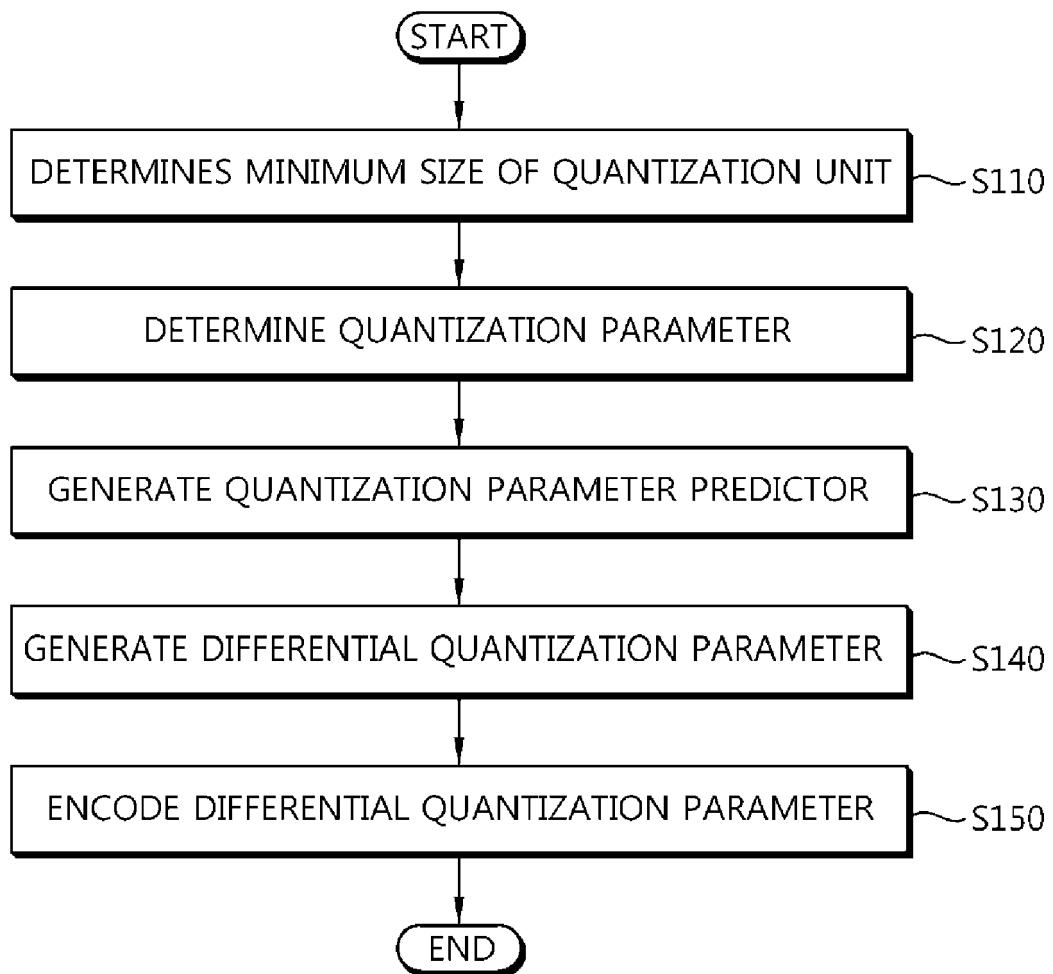 START
DETERMINES MINIMUM SIZE OF QUANTIZATION UNIT
S110
DETERMINE QUANTIZATION PARAMETER
S120
GENERATE QUANTIZATION PARAMETER PREDICTOR
S130
GENERATE DIFFERENTIAL QUANTIZATION PARAMETER
S140
ENCODE DIFFERENTIAL QUANTIZATION PARAMETER
S150
END